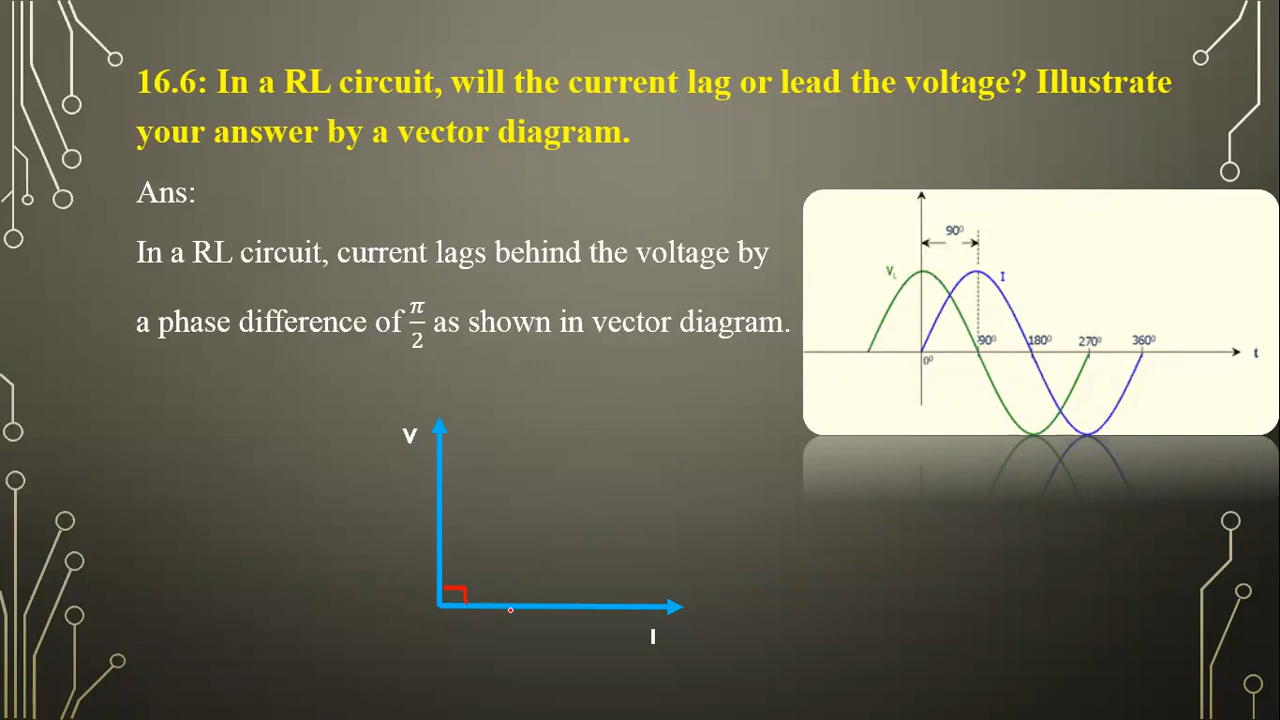 16.6: In a RL circuit, will the current lag or lead the voltage? Illustrate
your answer by a vector diagram.
Ans:
In a RL circuit, current lags behind the voltage by
a phase difference of π/2 as shown in vector diagram.
90⁰
V_L
I
90⁰
180⁰
270⁰
360⁰
0⁰
t
V
I